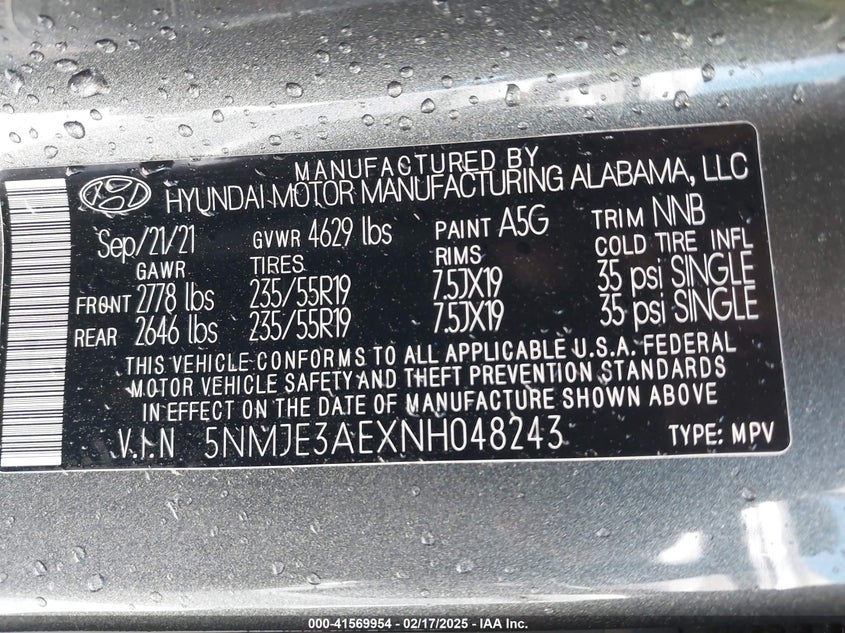 MANUFACTURED BY
HYUNDAI MOTOR MANUFACTURING ALABAMA, LLC
Sep/21/21 GVWR 4629 lbs PAINT A5G TRIM NNB
GAWR TIRES RIMS COLD TIRE INFL
FRONT 2778 lbs 235/55R19 7.5JX19 35 psi SINGLE
REAR 2646 lbs 235/55R19 7.5JX19 35 psi SINGLE
THIS VEHICLE CONFORMS TO ALL APPLICABLE U.S.A. FEDERAL
MOTOR VEHICLE SAFETY AND THEFT PREVENTION STANDARDS
IN EFFECT ON THE DATE OF MANUFACTURE SHOWN ABOVE
V.I.N 5NMJE3AEXNH048243 TYPE: MPV
000-41569954 - 02/17/2025 - IAA Inc.